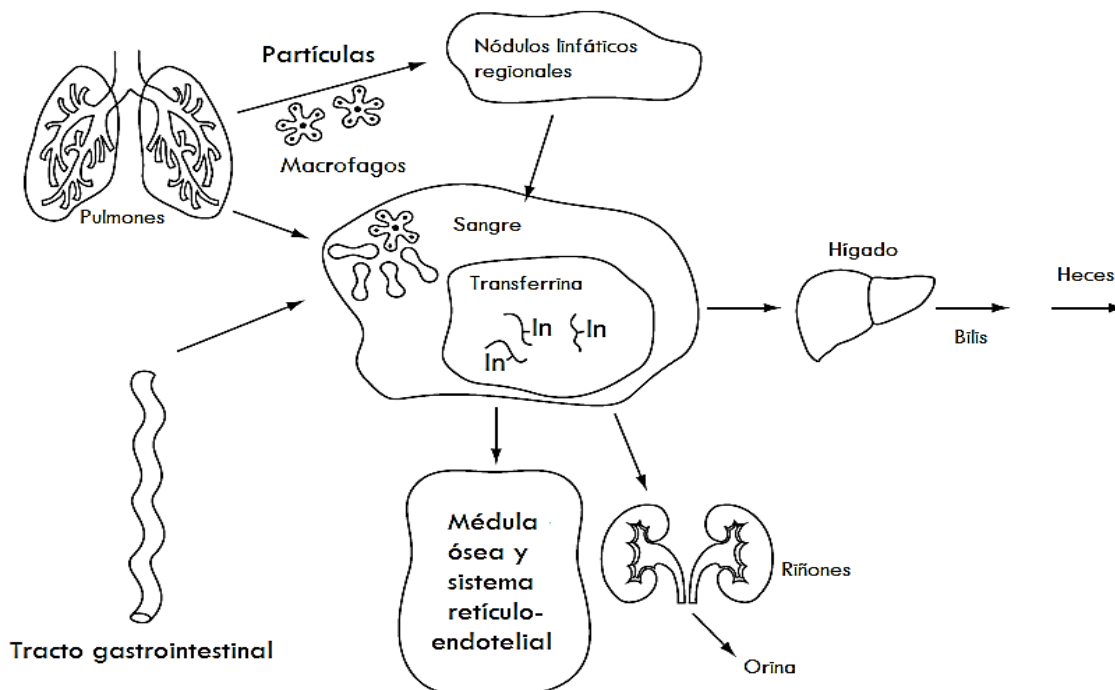 Partículas
Nódulos linfáticos
regionales
Macrofagos
Pulmones
Sangre
Transferrina
In
In
In
Hígado
Bilis
Heces
Médula
ósea y
sistema
retículo-
endotelial
Riñones
Orina
Tracto gastrointestinal